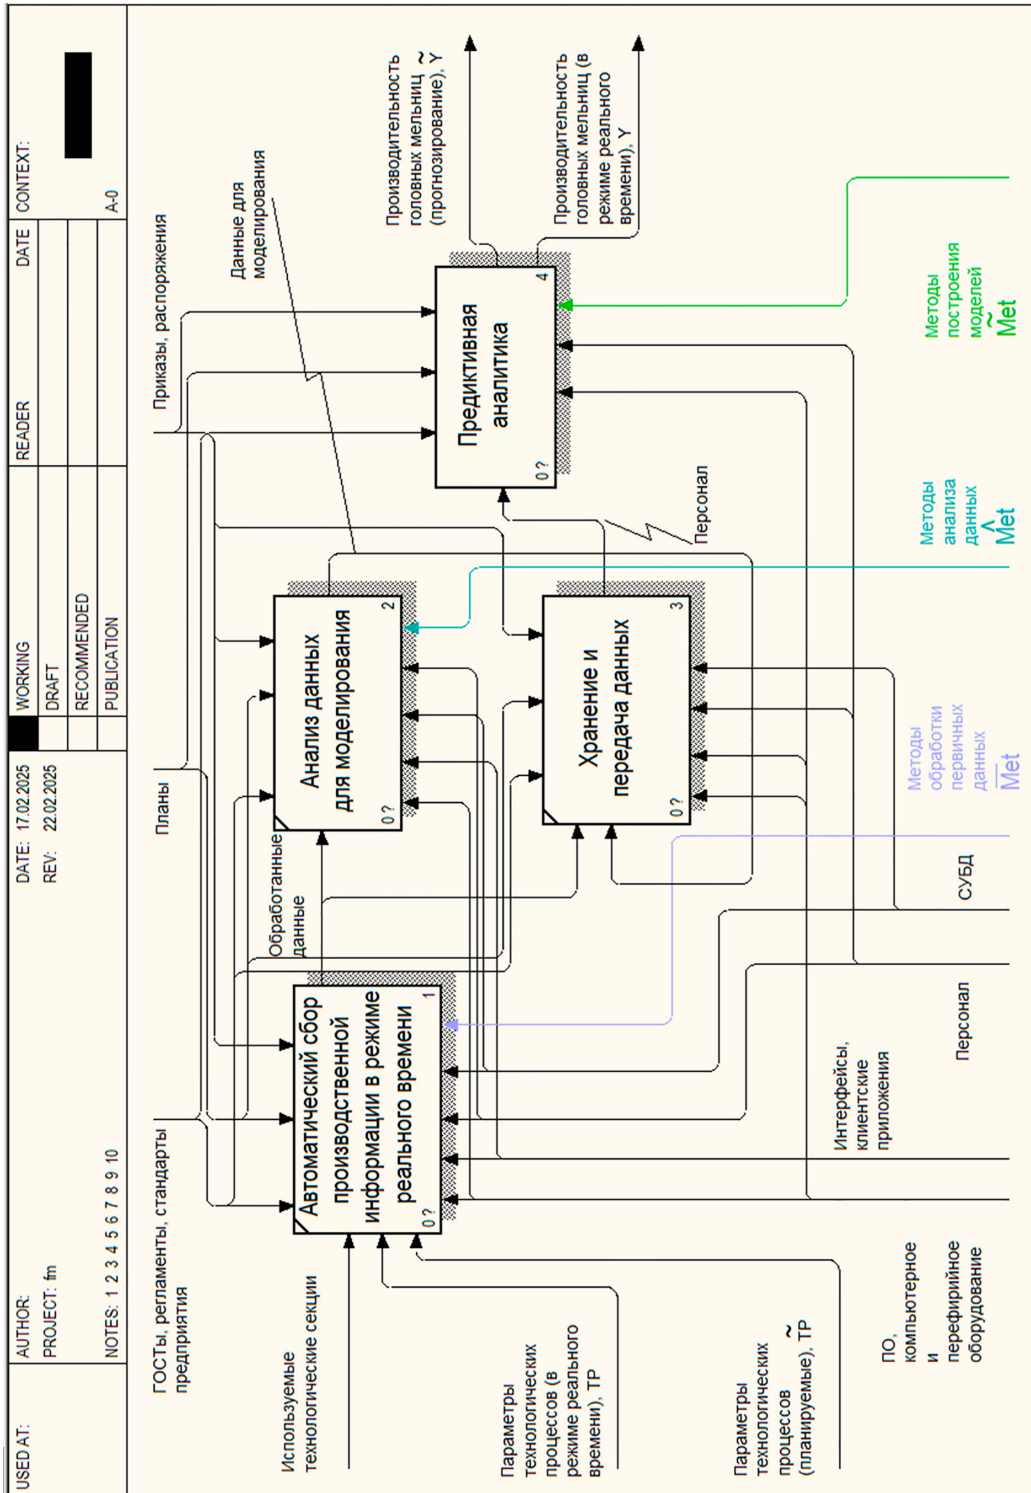 USED AT:
AUTHOR:
PROJECT: fm
NOTES: 1 2 3 4 5 6 7 8 9 10
DATE: 17.02.2025
REV: 22.02.2025
WORKING
DRAFT
RECOMMENDED
PUBLICATION
READER
DATE
CONTEXT:
A-0
ГОСТы, регламенты, стандарты
предприятия
Планы
Приказы, распоряжения
Данные для
моделирования
Используемые
технологические секции
Автоматический сбор
производственной
информации в режиме
реального времени
0 ?
1
Обработанные
данные
Анализ данных
для моделирования
0 ?
2
Производительность
головных мельниц ~
(прогнозирование), Y
Предиктивная
аналитика
0 ?
4
Производительность
головных мельниц (в
режиме реального
времени), Y
Параметры
технологических
процессов (в
режиме реального
времени), TP
Хранение и
передача данных
0 ?
3
Персонал
Параметры
технологических
процессов ~
(планируемые), TP
Интерфейсы,
клиентские
приложения
ПО,
компьютерное
и
перефирийное
оборудование
Персонал
СУБД
Методы
обработки
первичных
данных
Met
Методы
анализа
данных
^
Met
Методы
построения
моделей
~
Met